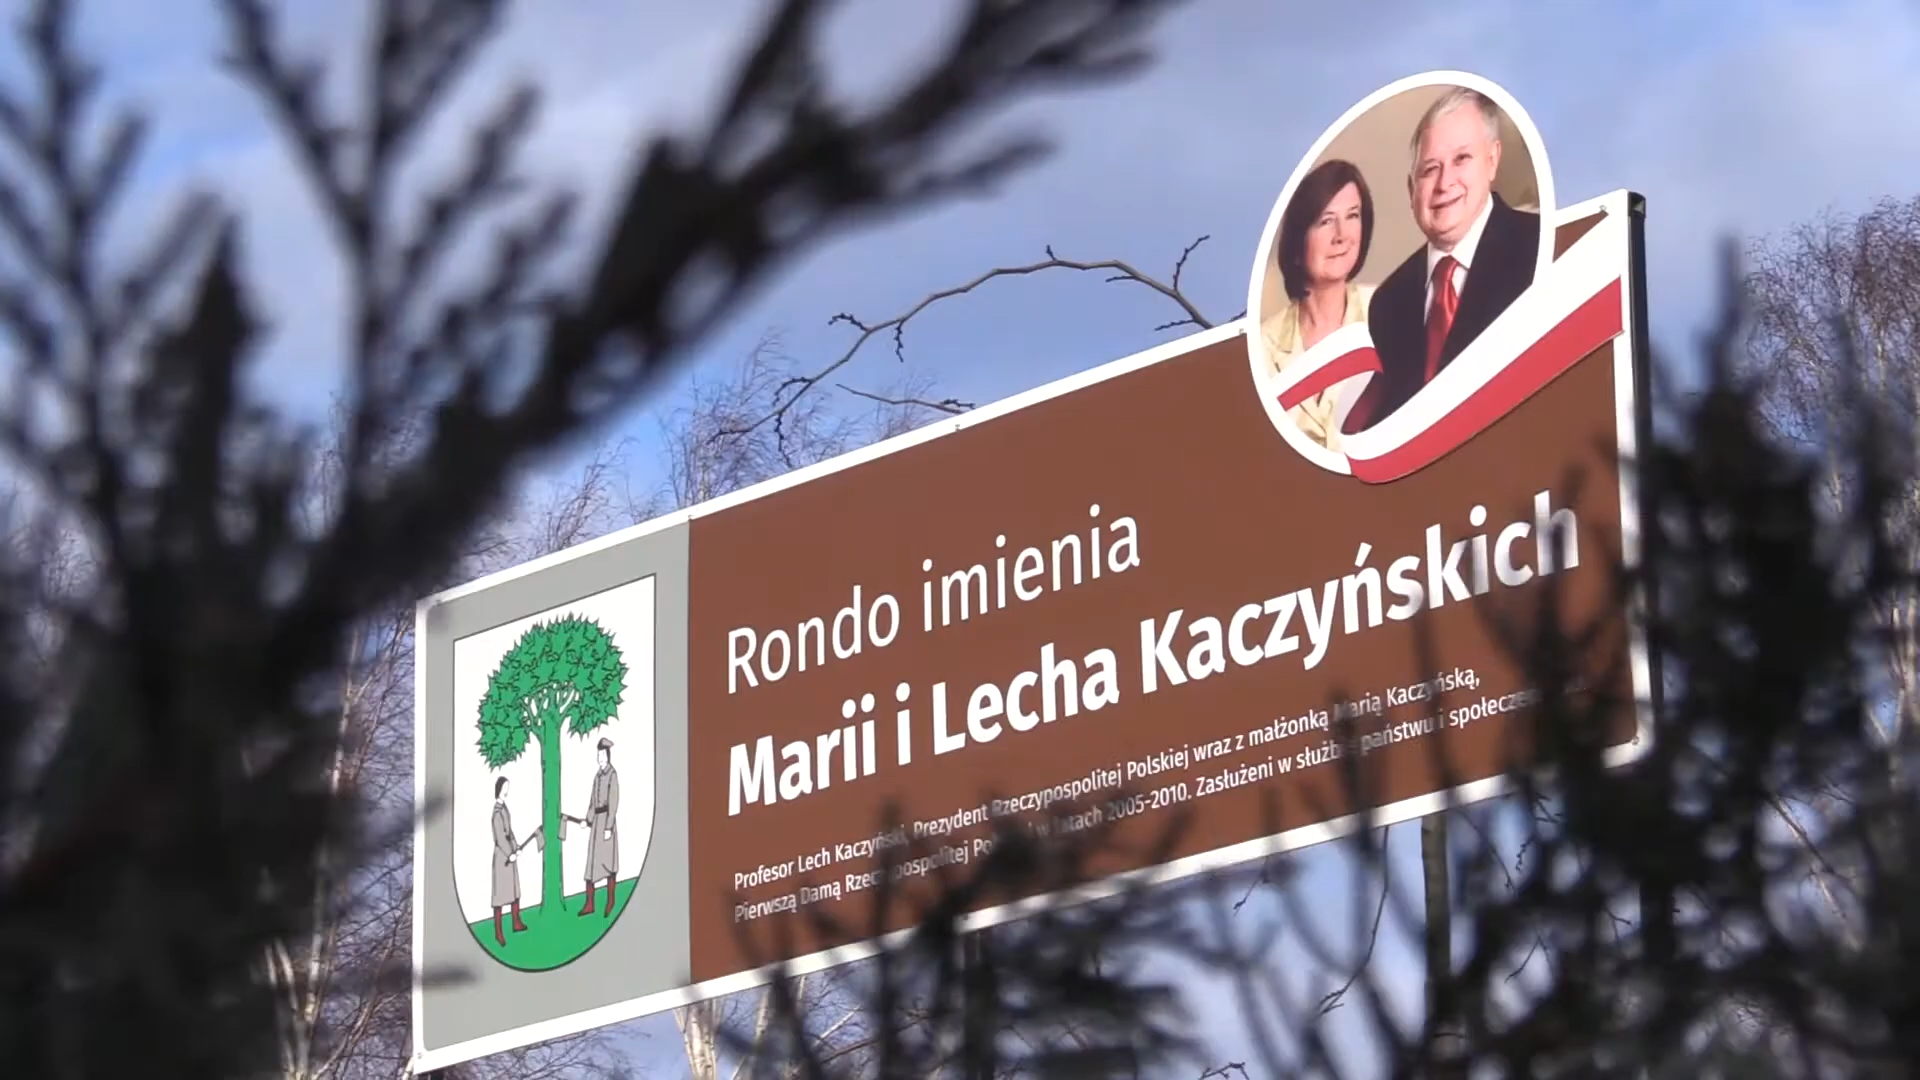 Rondo imienia
Marii i Lecha Kaczyńskich
Profesor Lech Kaczyński, Prezydent Rzeczypospolitej Polskiej wraz z małżonką Marią Kaczyńską,
Pierwszą Damą Rzeczypospolitej Polskiej w latach 2005-2010. Zasłużeni w służbie państwu i